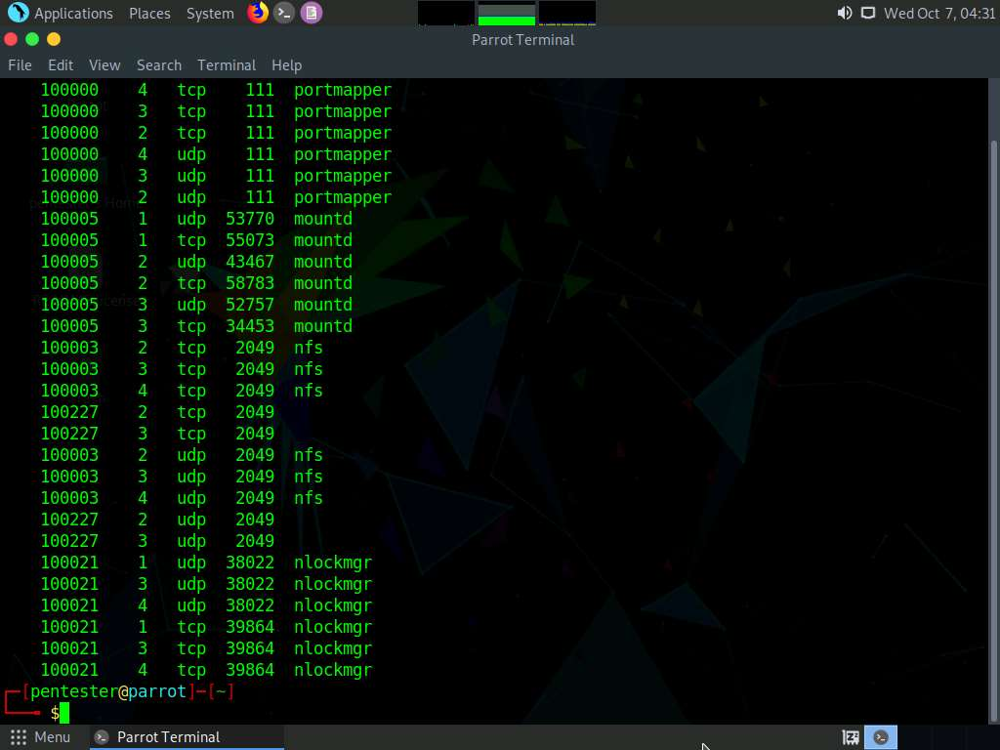 Applications Places System Wed Oct 7, 04:31
Parrot Terminal
File Edit View Search Terminal Help
100000 4 tcp 111 portmapper
100000 3 tcp 111 portmapper
100000 2 tcp 111 portmapper
100000 4 udp 111 portmapper
100000 3 udp 111 portmapper
100000 2 udp 111 portmapper
100005 1 udp 53770 mountd
100005 1 tcp 55073 mountd
100005 2 udp 43467 mountd
100005 2 tcp 58783 mountd
100005 3 udp 52757 mountd
100005 3 tcp 34453 mountd
100003 2 tcp 2049 nfs
100003 3 tcp 2049 nfs
100003 4 tcp 2049 nfs
100227 2 tcp 2049
100227 3 tcp 2049
100003 2 udp 2049 nfs
100003 3 udp 2049 nfs
100003 4 udp 2049 nfs
100227 2 udp 2049
100227 3 udp 2049
100021 1 udp 38022 nlockmgr
100021 3 udp 38022 nlockmgr
100021 4 udp 38022 nlockmgr
100021 1 tcp 39864 nlockmgr
100021 3 tcp 39864 nlockmgr
100021 4 tcp 39864 nlockmgr
┌─[pentester@parrot]─[~]
└──╼ $
Menu Parrot Terminal